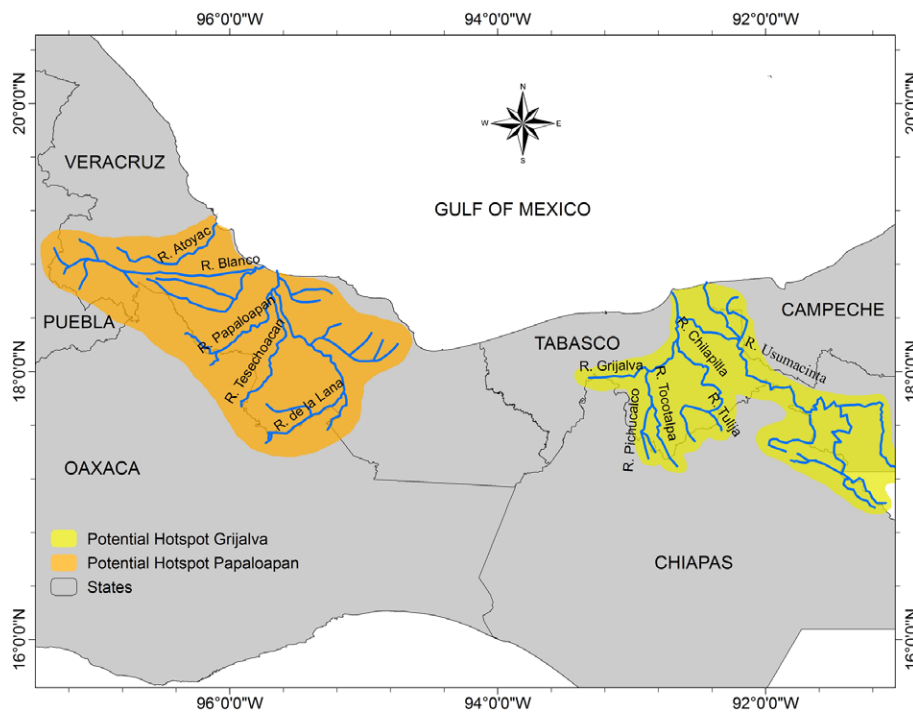 96°0'0"W
94°0'0"W
92°0'0"W
20°0'0"N
20°0'0"N
N
W
E
S
VERACRUZ
GULF OF MEXICO
R. Atoyac
R. Blanco
PUEBLA
R. Papaloapan
R. Tesechoacan
R. de la Lana
CAMPECHE
TABASCO
R. Chilapilla
R. Usumacinta
R. Grijalva
18°0'0"N
18°0'0"N
R. Pichucalco
R. Tocotalpa
R. Tulija
OAXACA
CHIAPAS
Potential Hotspot Grijalva
Potential Hotspot Papaloapan
States
16°0'0"N
16°0'0"N
96°0'0"W
94°0'0"W
92°0'0"W